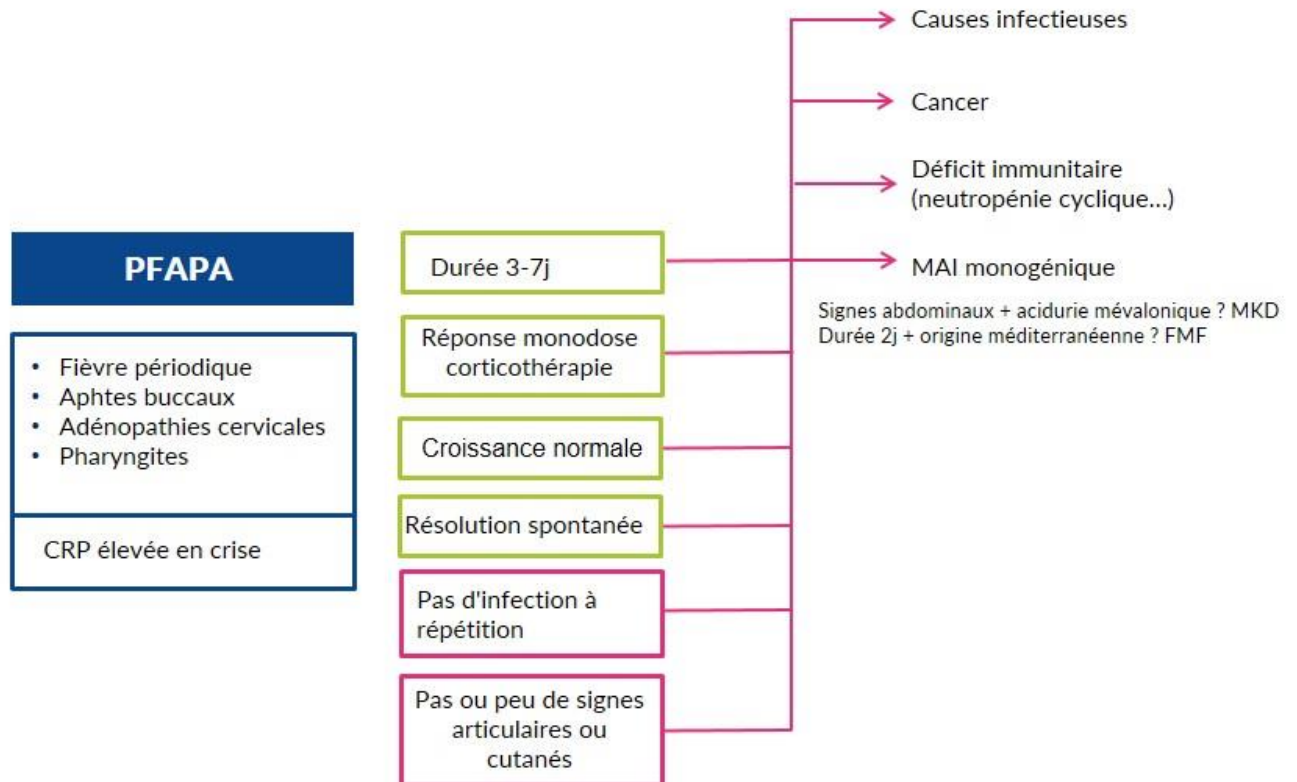 PFAPA
• Fièvre périodique
• Aphtes buccaux
• Adénopathies cervicales
• Pharyngites
CRP élevée en crise
Durée 3-7j
Réponse monodose
corticothérapie
Croissance normale
Résolution spontanée
Pas d'infection à
répétition
Pas ou peu de signes
articulaires ou
cutanés
Causes infectieuses
Cancer
Déficit immunitaire
(neutropénie cyclique...)
MAI monogénique
Signes abdominaux + acidurie mévalonique ? MKD
Durée 2j + origine méditerranéenne ? FMF